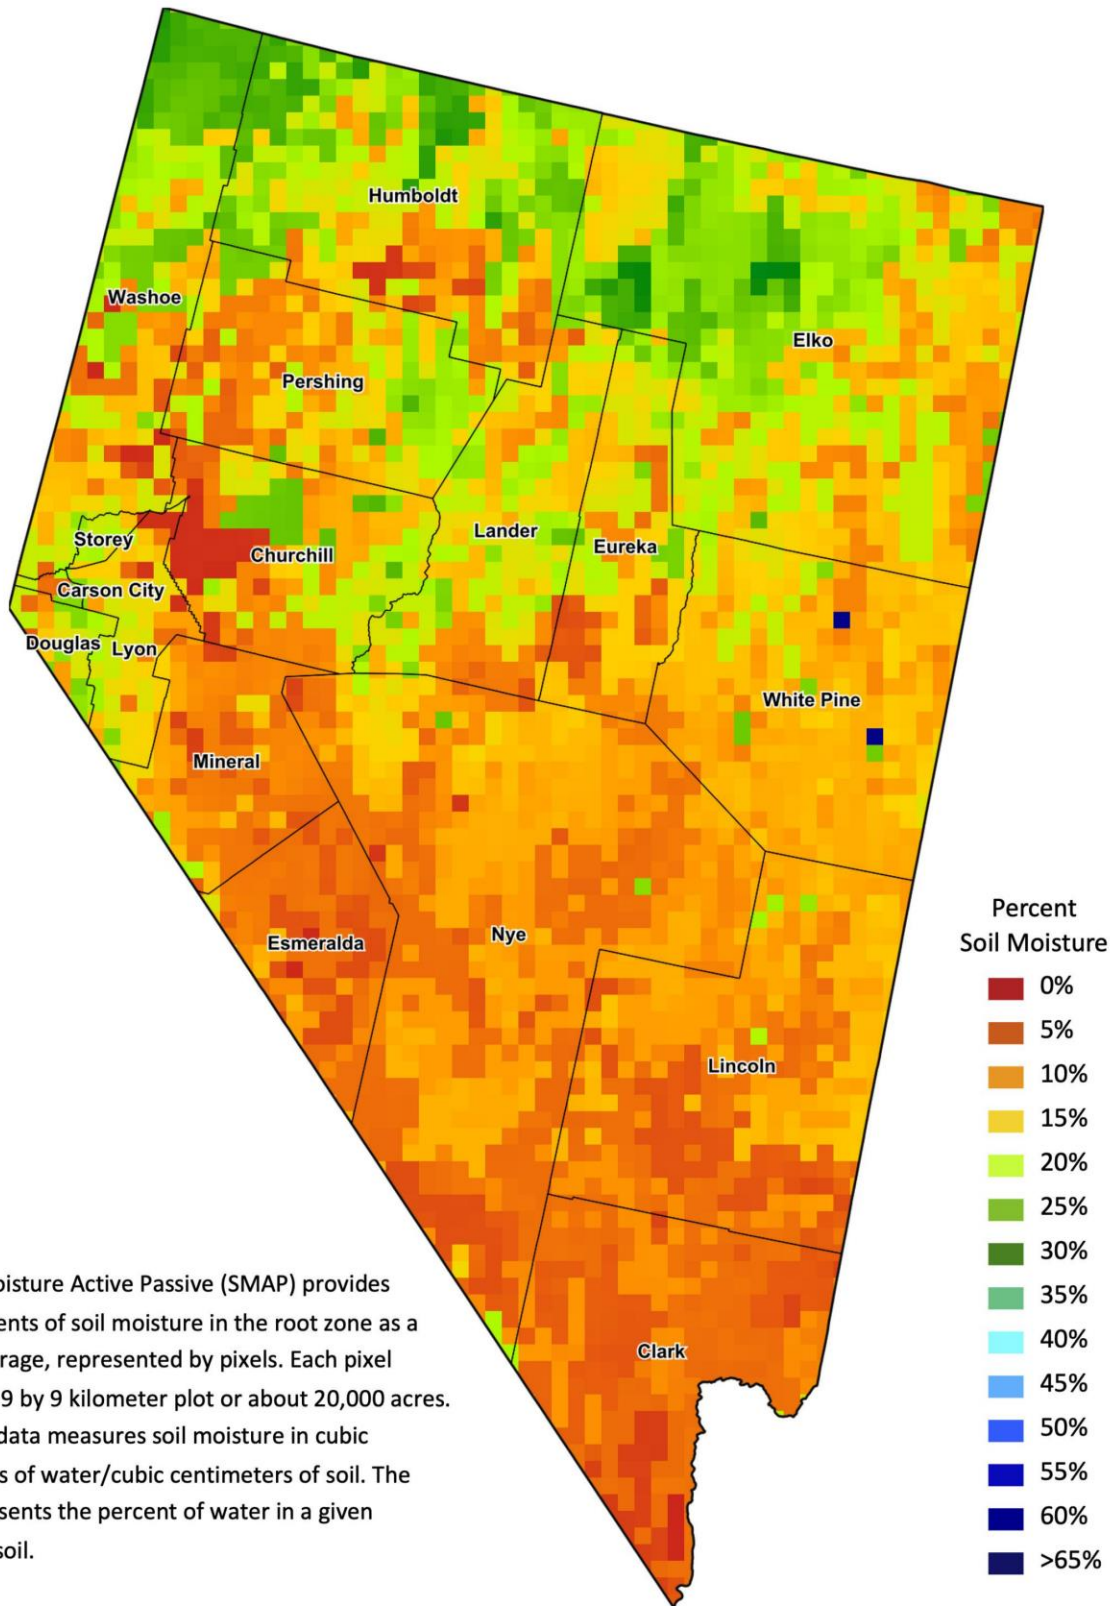 Humboldt
Washoe
Elko
Pershing
Storey
Churchill
Lander
Eureka
Carson City
Douglas
Lyon
White Pine
Mineral
Esmeralda
Nye
Lincoln
Clark
Percent
Soil Moisture
0%
5%
10%
15%
20%
25%
30%
35%
40%
45%
50%
55%
60%
>65%
Active Passive (SMAP) provides
of soil moisture in the root zone as a
represented by pixels. Each pixel
9 by 9 kilometer plot or about 20,000 acres.
data measures soil moisture in cubic
of water/cubic centimeters of soil. The
the percent of water in a given
soil.